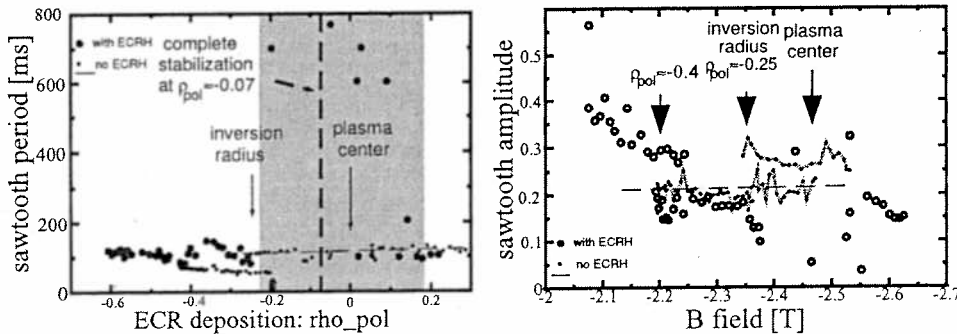 sawtooth period [ms]
800
600
400
200
0
with ECRH
no ECRH
complete
stabilization
at ρpol=-0.07
inversion
radius
plasma
center
-0.6
-0.4
-0.2
0
0.2
ECR deposition: rho_pol
sawtooth amplitude
0.5
0.4
0.3
0.2
0.1
0.0
inversion
radius
plasma
center
ρpol=-0.4 ρpol=-0.25
with ECRH
no ECRH
-2
-2.1
-2.2
-2.3
-2.4
-2.5
-2.6
-2.7
B field [T]